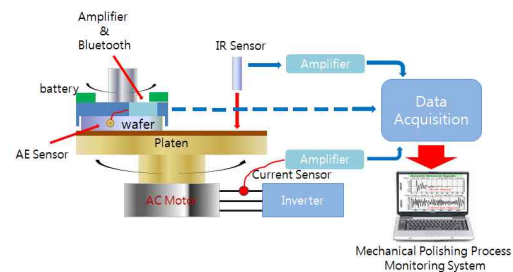 Amplifier
&
Bluetooth
IR Sensor
Amplifier
battery
Data
Acquisition
wafer
AE Sensor
Platen
Amplifier
Current Sensor
AC Motor
Inverter
Mechanical Polishing Process
Monitoring System